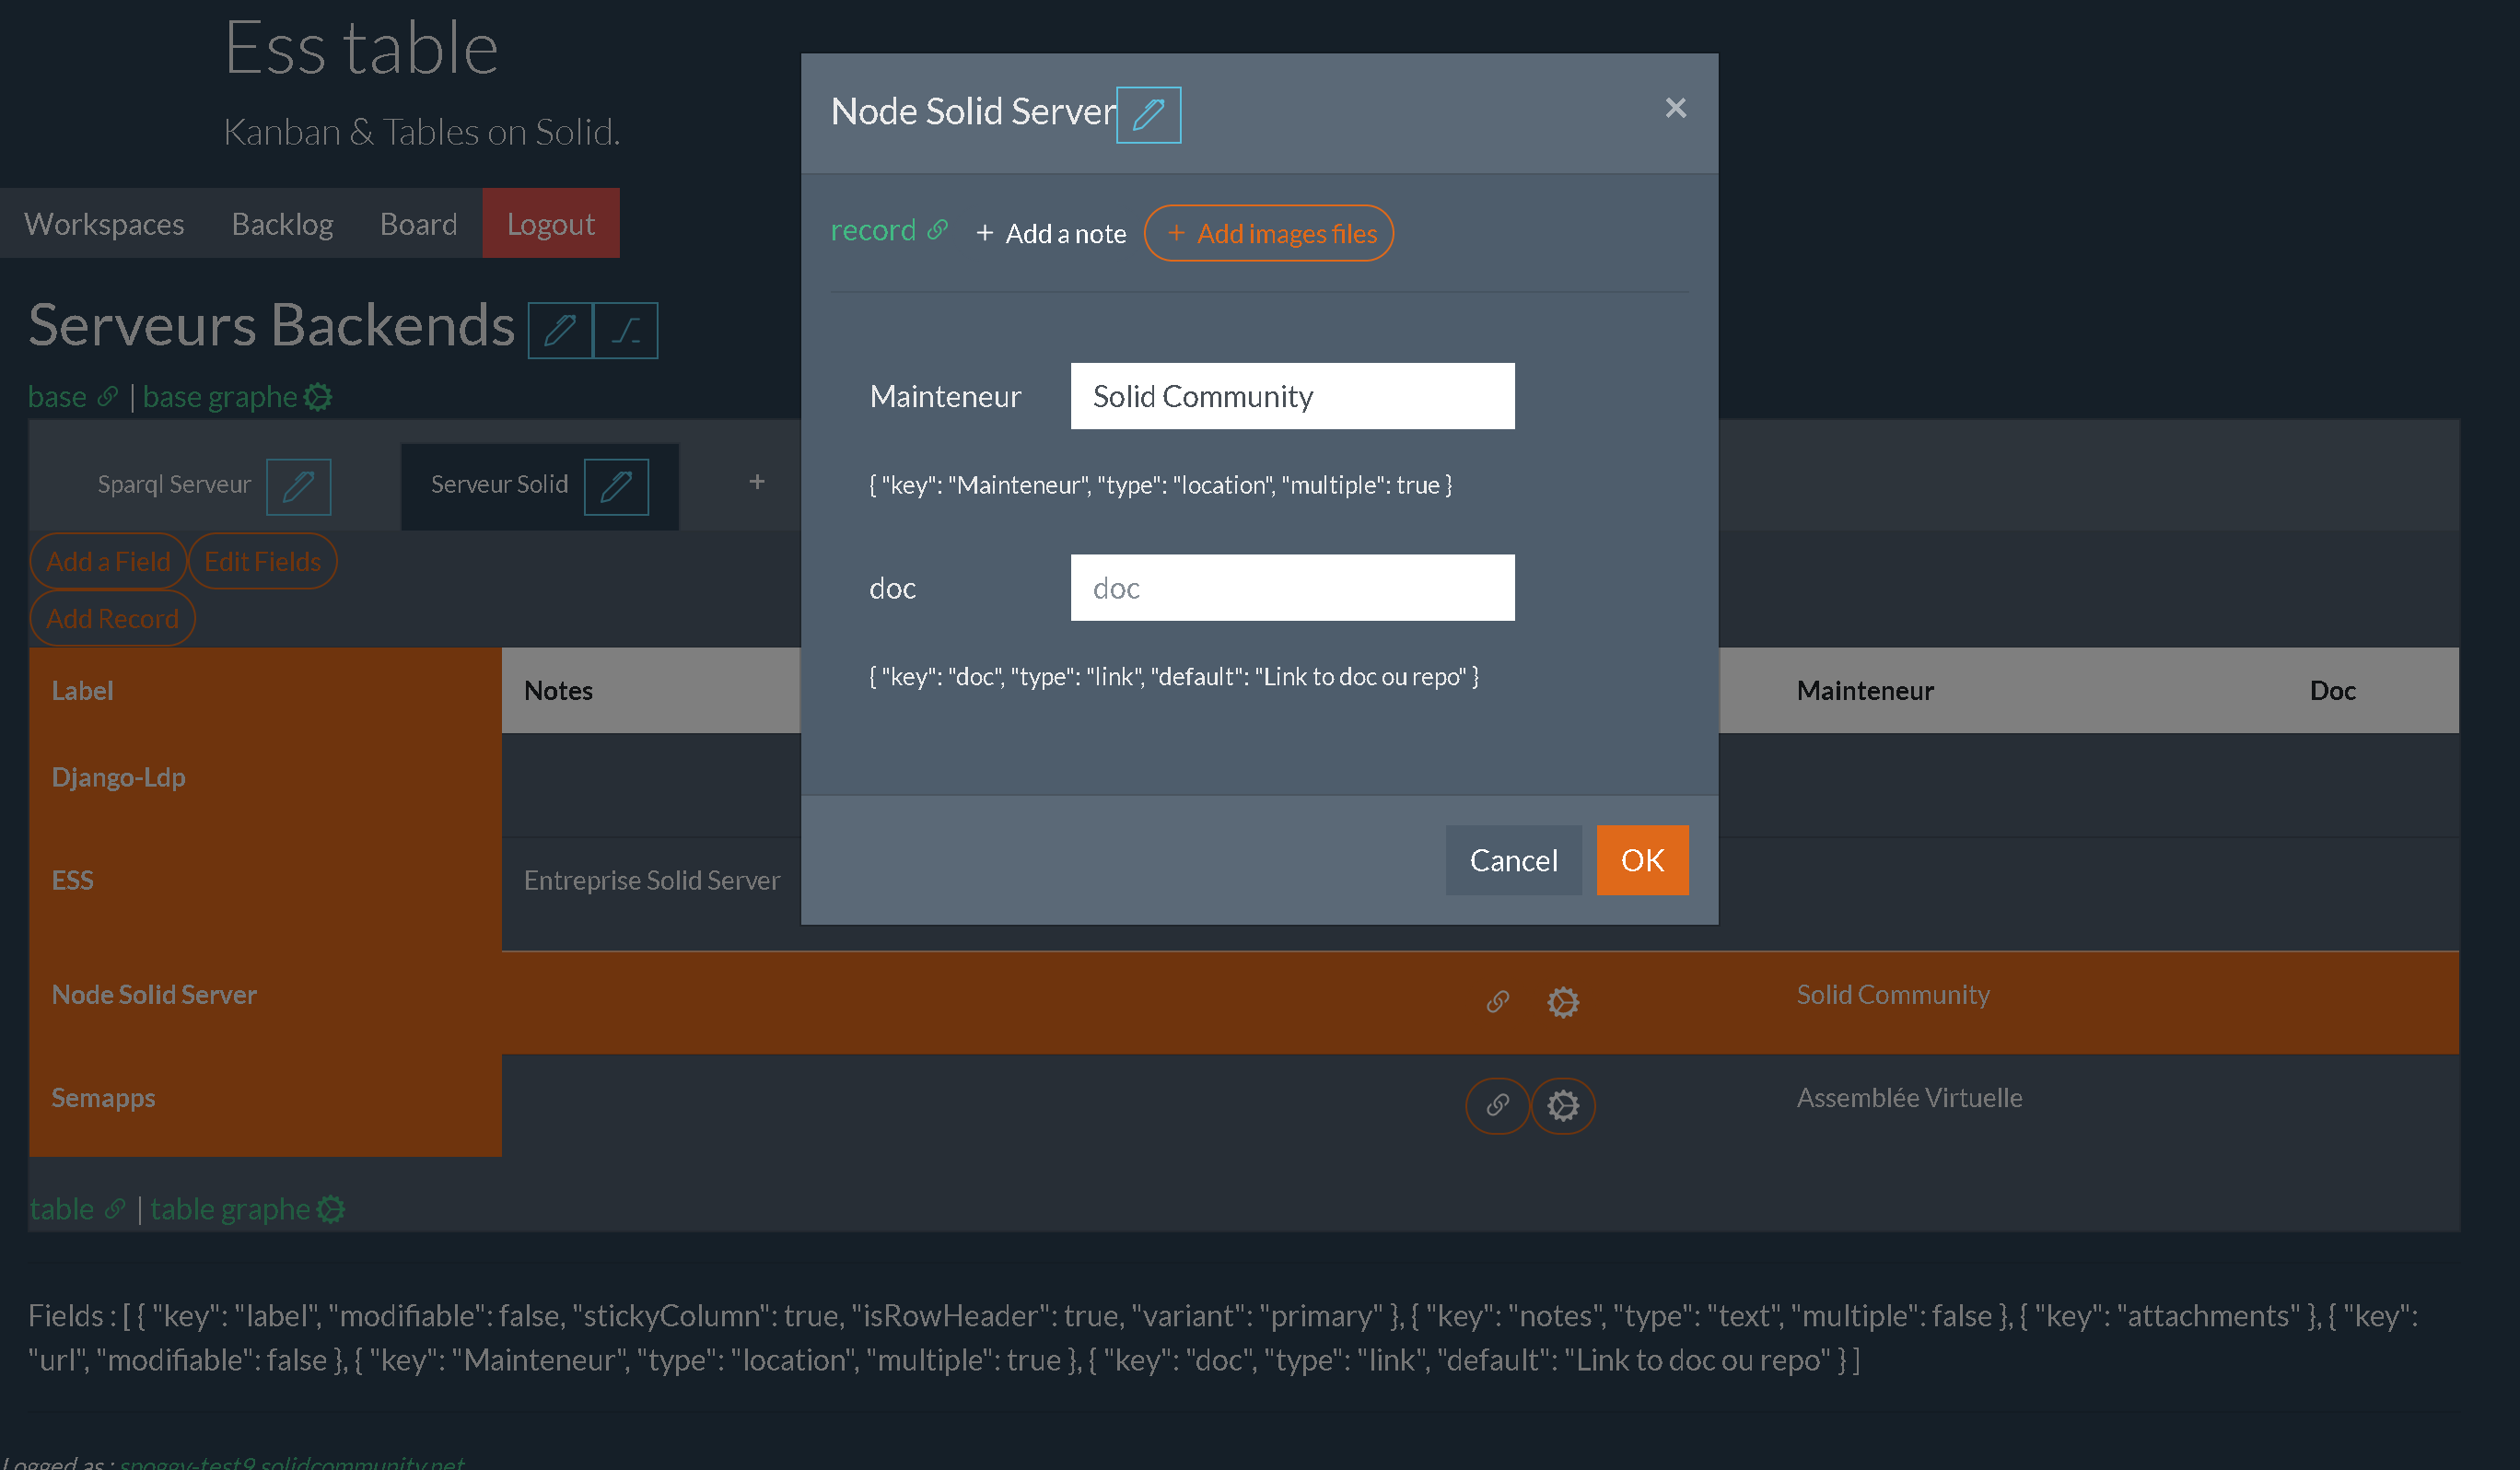 Ess table
Kanban & Tables on Solid.
Workspaces Backlog Board Logout
Serveurs Backends
base | base graphe
Sparql Serveur Serveur Solid +
Add a Field Edit Fields
Add Record
Label Notes Mainteneur Doc
Django-Ldp
ESS Entreprise Solid Server
Node Solid Server Solid Community
Semapps Assemblée Virtuelle
table | table graphe
Fields : [ { "key": "label", "modifiable": false, "stickyColumn": true, "isRowHeader": true, "variant": "primary" }, { "key": "notes", "type": "text", "multiple": false }, { "key": "attachments" }, { "key":
"url", "modifiable": false }, { "key": "Mainteneur", "type": "location", "multiple": true }, { "key": "doc", "type": "link", "default": "Link to doc ou repo" } ]
Logged as : spoggy-test9.solidcommunity.net
Node Solid Server ×
record + Add a note + Add images files
Mainteneur Solid Community
{ "key": "Mainteneur", "type": "location", "multiple": true }
doc doc
{ "key": "doc", "type": "link", "default": "Link to doc ou repo" }
Cancel OK